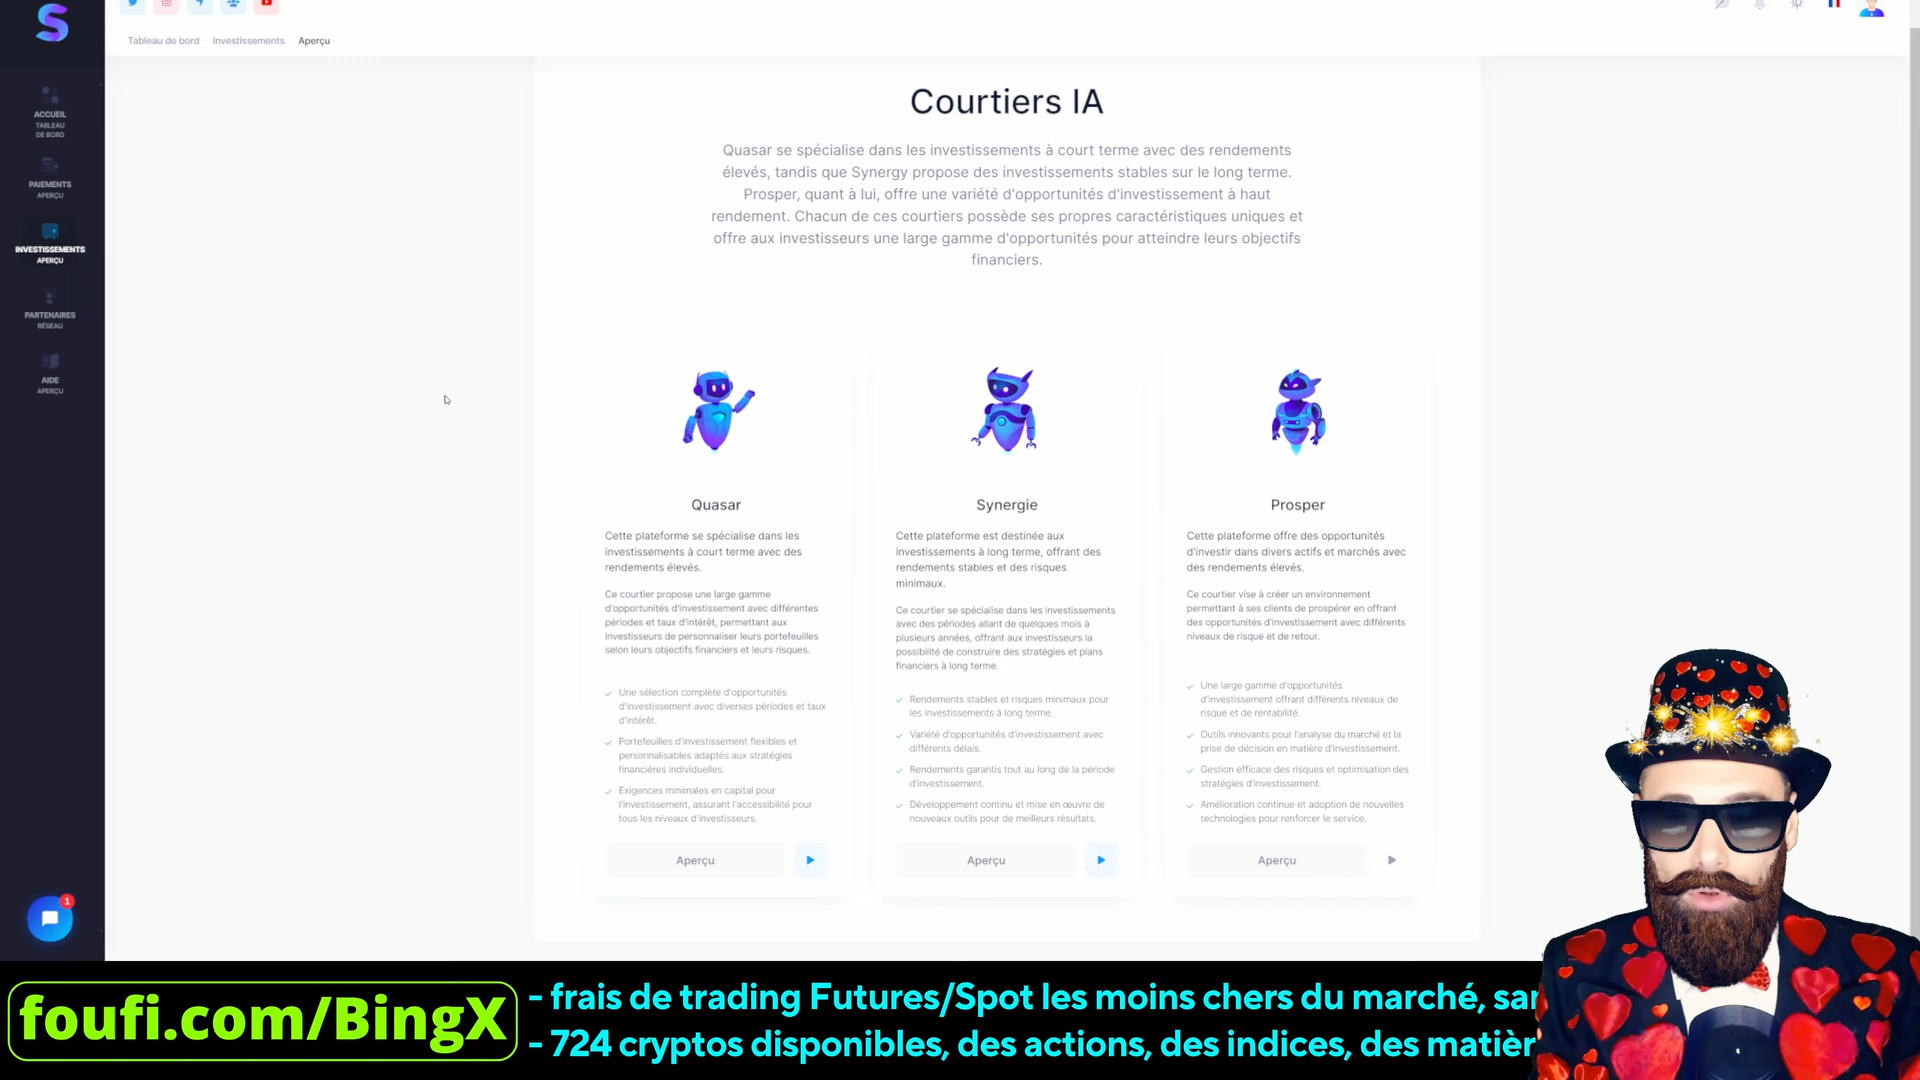 Tableau de bord
Investissements
Aperçu
ACCUEIL
TABLEAU
DE BORD
PAIEMENTS
APERÇU
INVESTISSEMENTS
APERÇU
PARTENAIRES
RÉSEAU
AIDE
APERÇU
1
Courtiers IA
Quasar se spécialise dans les investissements à court terme avec des rendements
élevés, tandis que Synergy propose des investissements stables sur le long terme.
Prosper, quant à lui, offre une variété d'opportunités d'investissement à haut
rendement. Chacun de ces courtiers possède ses propres caractéristiques uniques et
offre aux investisseurs une large gamme d'opportunités pour atteindre leurs objectifs
financiers.
Quasar
Cette plateforme se spécialise dans les
investissements à court terme avec des
rendements élevés.
Ce courtier propose une large gamme
d'opportunités d'investissement avec différentes
périodes et taux d'intérêt, permettant aux
investisseurs de personnaliser leurs portefeuilles
selon leurs objectifs financiers et leurs risques.
Une sélection complète d'opportunités
d'investissement avec diverses périodes et taux
d'intérêt.
Portefeuilles d'investissement flexibles et
personnalisables adaptés aux stratégies
financières individuelles.
Exigences minimales en capital pour
l'investissement, assurant l'accessibilité pour
tous les niveaux d'investisseurs.
Aperçu
Synergie
Cette plateforme est destinée aux
investissements à long terme, offrant des
rendements stables et des risques
minimaux.
Ce courtier se spécialise dans les investissements
avec des périodes allant de quelques mois à
plusieurs années, offrant aux investisseurs la
possibilité de construire des stratégies et plans
financiers à long terme.
Rendements stables et risques minimaux pour
les investissements à long terme.
Variété d'opportunités d'investissement avec
différents délais.
Rendements garantis tout au long de la période
d'investissement.
Développement continu et mise en œuvre de
nouveaux outils pour de meilleurs résultats.
Aperçu
Prosper
Cette plateforme offre des opportunités
d'investir dans divers actifs et marchés avec
des rendements élevés.
Ce courtier vise à créer un environnement
permettant à ses clients de prospérer en offrant
des opportunités d'investissement avec différents
niveaux de risque et de retour.
Une large gamme d'opportunités
d'investissement offrant différents niveaux de
risque et de rentabilité.
Outils innovants pour l'analyse du marché et la
prise de décision en matière d'investissement.
Gestion efficace des risques et optimisation des
stratégies d'investissement.
Amélioration continue et adoption de nouvelles
technologies pour renforcer le service.
Aperçu
foufi.com/BingX
- frais de trading Futures/Spot les moins chers du marché, san
- 724 cryptos disponibles, des actions, des indices, des matièr